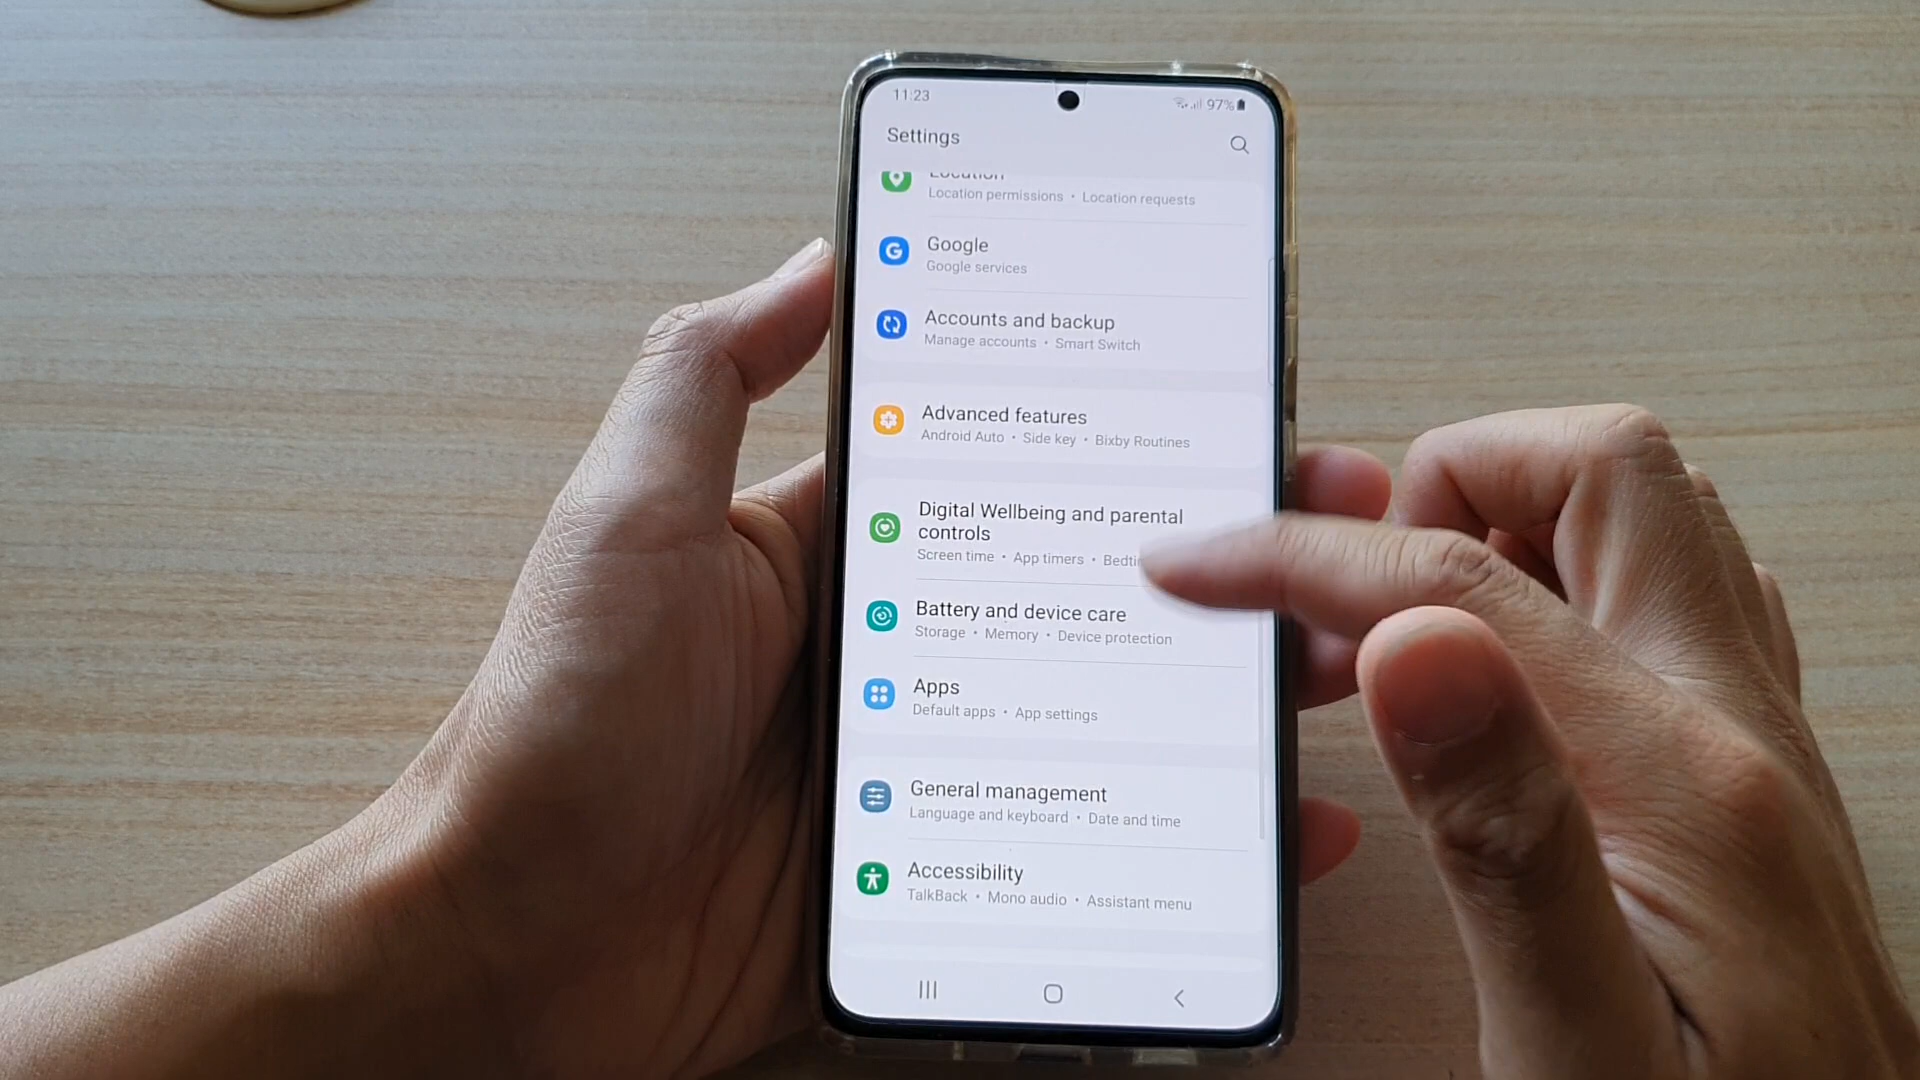 11:23 97%
Settings
Location
Location permissions • Location requests
Google
Google services
Accounts and backup
Manage accounts • Smart Switch
Advanced features
Android Auto • Side key • Bixby Routines
Digital Wellbeing and parental
controls
Screen time • App timers •
Battery and device care
Storage • Memory • Device protection
Apps
Default apps • App settings
General management
Language and keyboard • Date and time
Accessibility
TalkBack • Mono audio • Assistant menu